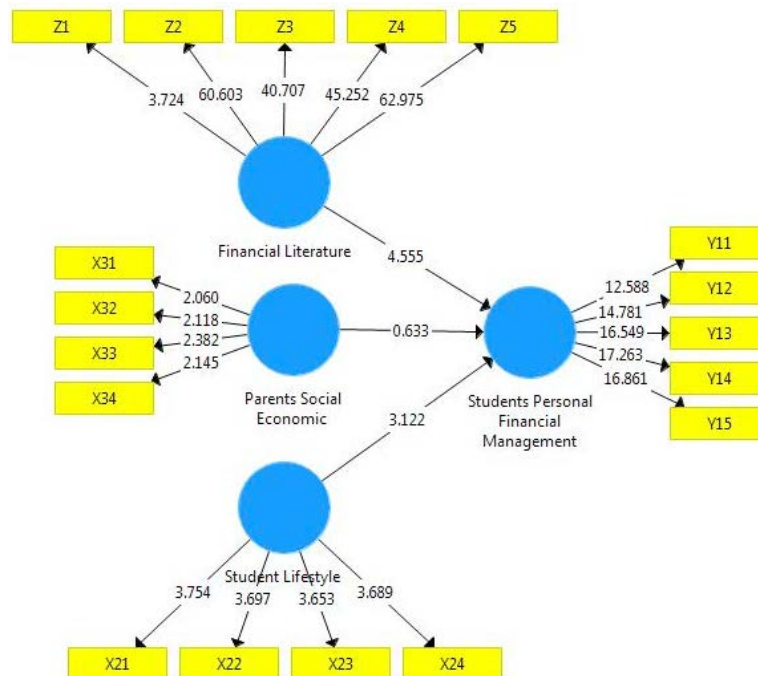 Z1
Z2
Z3
Z4
Z5
3.724
60.603
40.707
45.252
62.975
Financial Literature
4.555
X31
X32
X33
X34
2.060
2.118
2.382
2.145
Parents Social
Economic
0.633
Y11
Y12
Y13
Y14
Y15
12.588
14.781
16.549
17.263
16.861
Students Personal
Financial
Management
3.122
Student Lifestyle
3.754
3.697
3.653
3.689
X21
X22
X23
X24